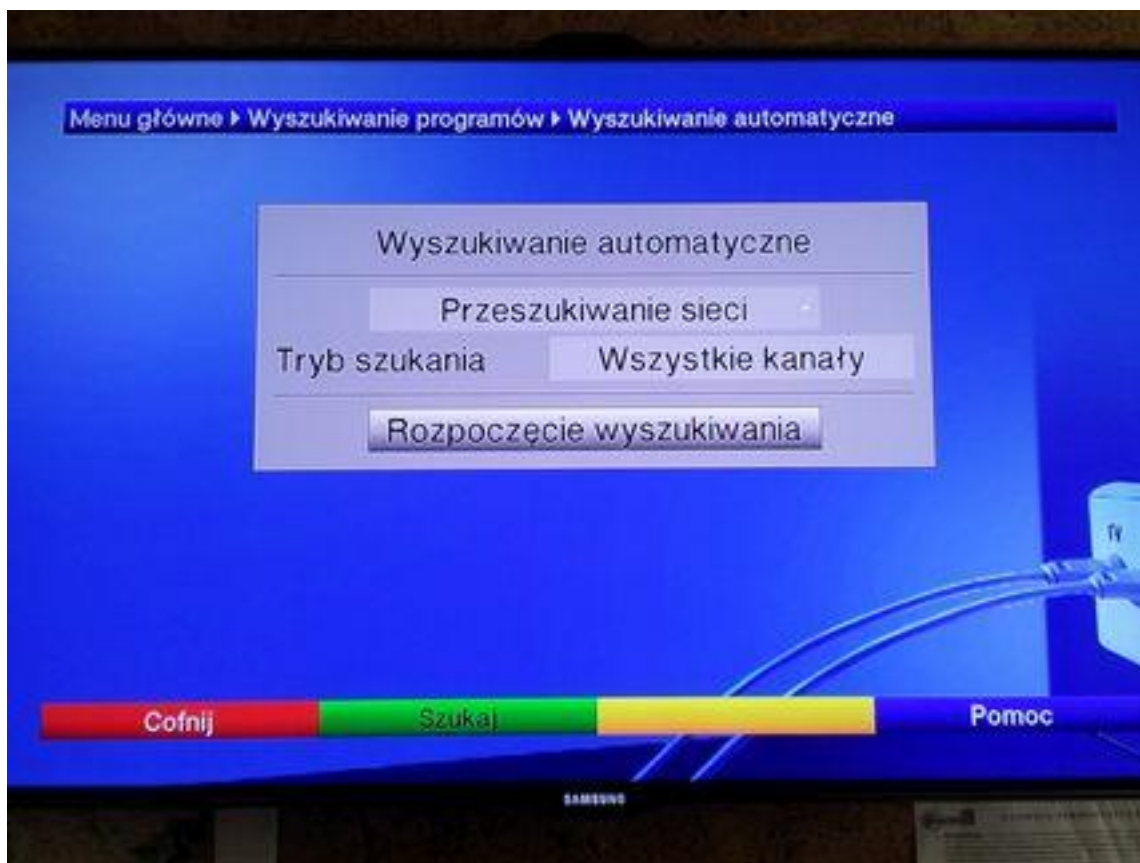 Menu główne ▸ Wyszukiwanie programów ▸ Wyszukiwanie automatyczne
Wyszukiwanie automatyczne
Przeszukiwanie sieci
Tryb szukania Wszystkie kanały
Rozpoczęcie wyszukiwania
TV
Cofnij Szukaj Pomoc
SAMSUNG